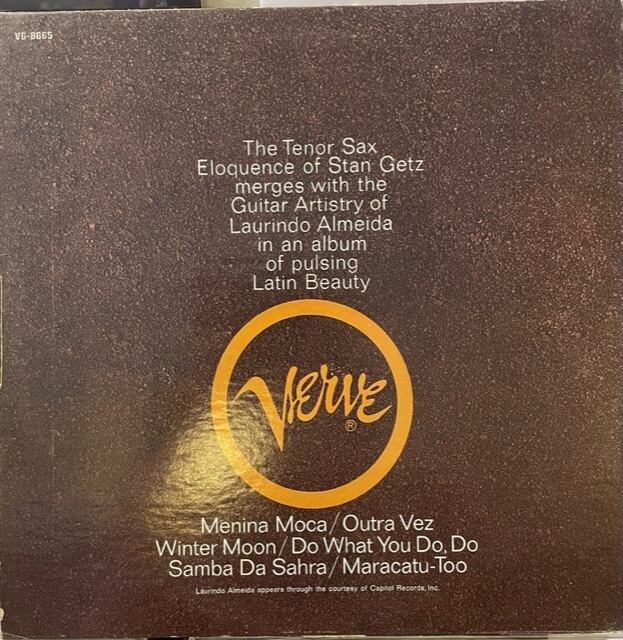 V6-8665
The Tenor Sax
Eloquence of Stan Getz
merges with the
Guitar Artistry of
Laurindo Almeida
in an album
of pulsing
Latin Beauty
Verve
®
Menina Moca/Outra Vez
Winter Moon/Do What You Do, Do
Samba Da Sahra/Maracatu-Too
Laurindo Almeida appears through the courtesy of Capitol Records, Inc.